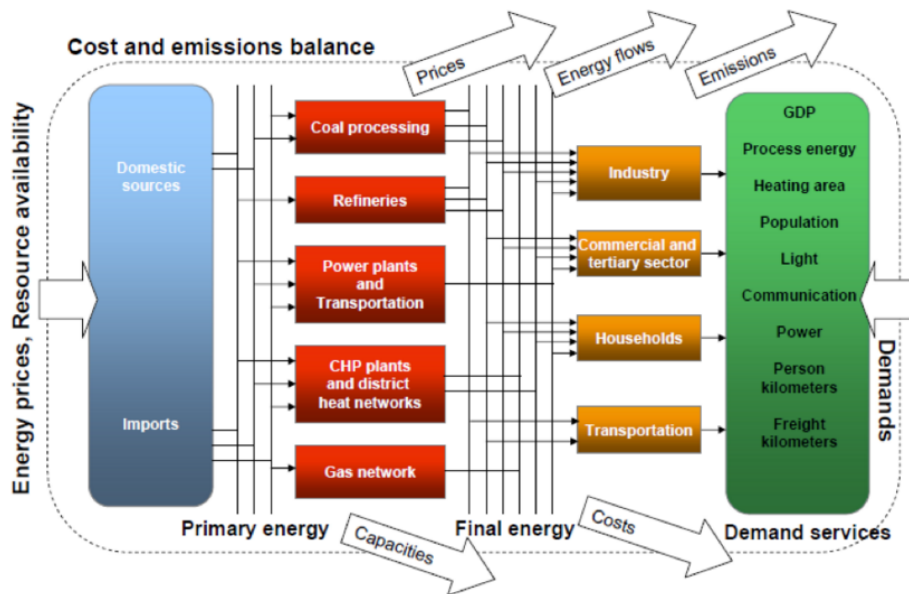 Cost and emissions balance
Prices
Energy flows
Emissions
Energy prices, Resource availability
Domestic
sources
Imports
Coal processing
Refineries
Power plants
and
Transportation
CHP plants
and district
heat networks
Gas network
Industry
Commercial and
tertiary sector
Households
Transportation
GDP
Process energy
Heating area
Population
Light
Communication
Power
Person
kilometers
Freight
kilometers
Demands
Primary energy
Final energy
Demand services
Capacities
Costs